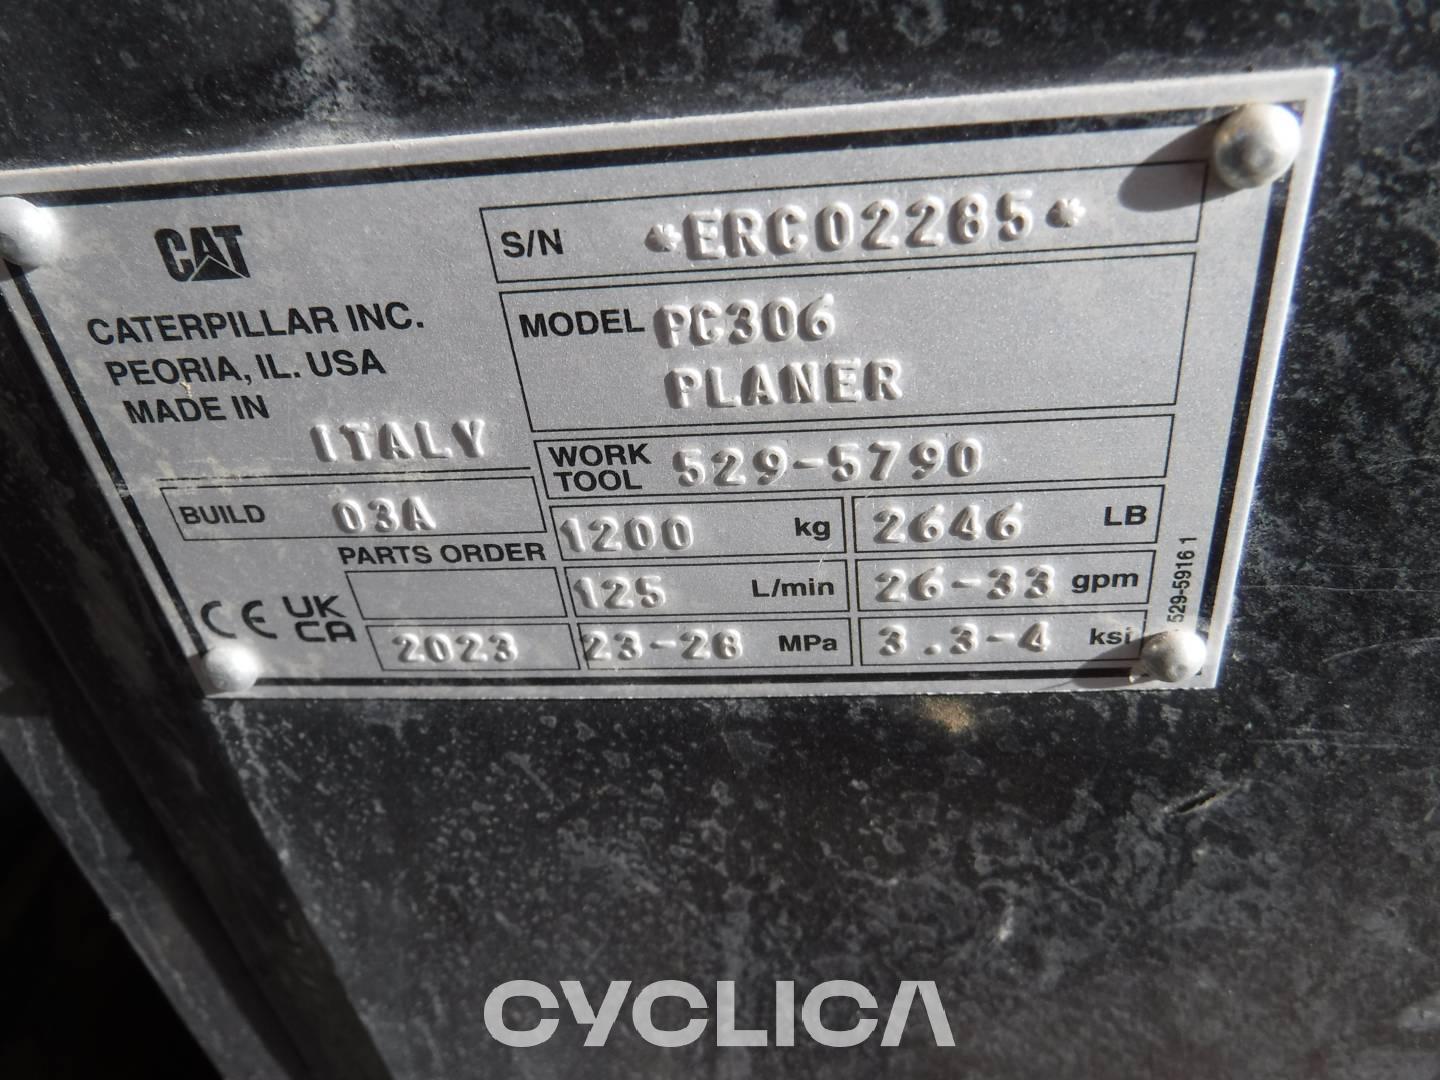 CAT
CATERPILLAR INC.
PEORIA, IL. USA
MADE IN
ITALY
S/N *ERC02285*
MODEL PC306
PLANER
WORK TOOL 529-5790
BUILD 03A
PARTS ORDER
1200 kg 2646 LB
125 L/min 26-33 gpm
2023 23-28 MPa 3.3-4 ksi
CE UK CA
529-5916 1
CYCLICA